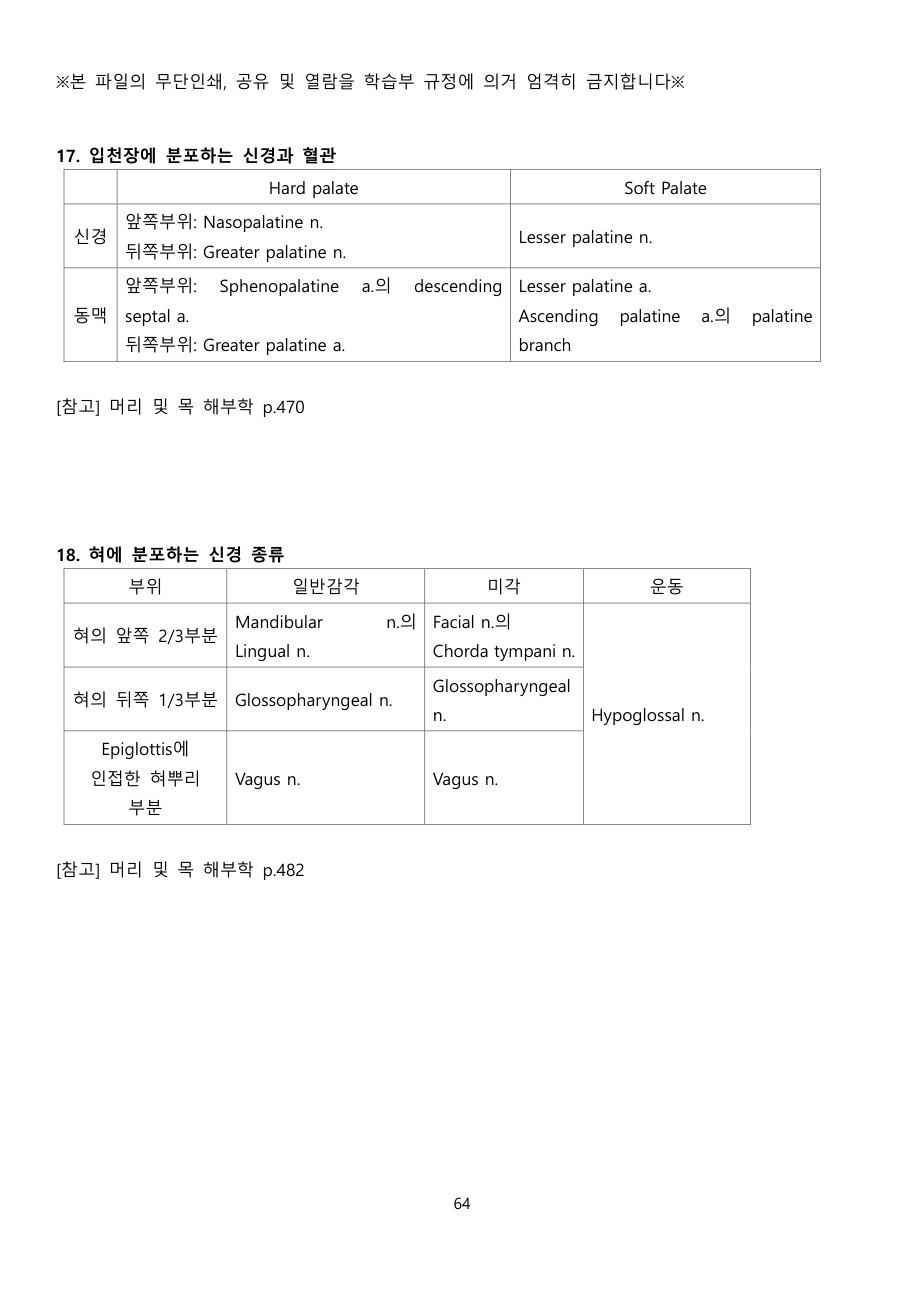 ※본 파일의 무단인쇄, 공유 및 열람을 학습부 규정에 의거 엄격히 금지합니다※
17. 입천장에 분포하는 신경과 혈관
Hard palate
Soft Palate
신경
앞쪽부위: Nasopalatine n.
뒤쪽부위: Greater palatine n.
Lesser palatine n.
동맥
앞쪽부위: Sphenopalatine a.의 descending
septal a.
뒤쪽부위: Greater palatine a.
Lesser palatine a.
Ascending palatine a.의 palatine
branch
[참고] 머리 및 목 해부학 p.470
18. 혀에 분포하는 신경 종류
부위
일반감각
미각
운동
혀의 앞쪽 2/3부분
Mandibular n.의
Lingual n.
Facial n.의
Chorda tympani n.
혀의 뒤쪽 1/3부분
Glossopharyngeal n.
Glossopharyngeal
n.
Hypoglossal n.
Epiglottis에
인접한 혀뿌리
부분
Vagus n.
Vagus n.
[참고] 머리 및 목 해부학 p.482
64